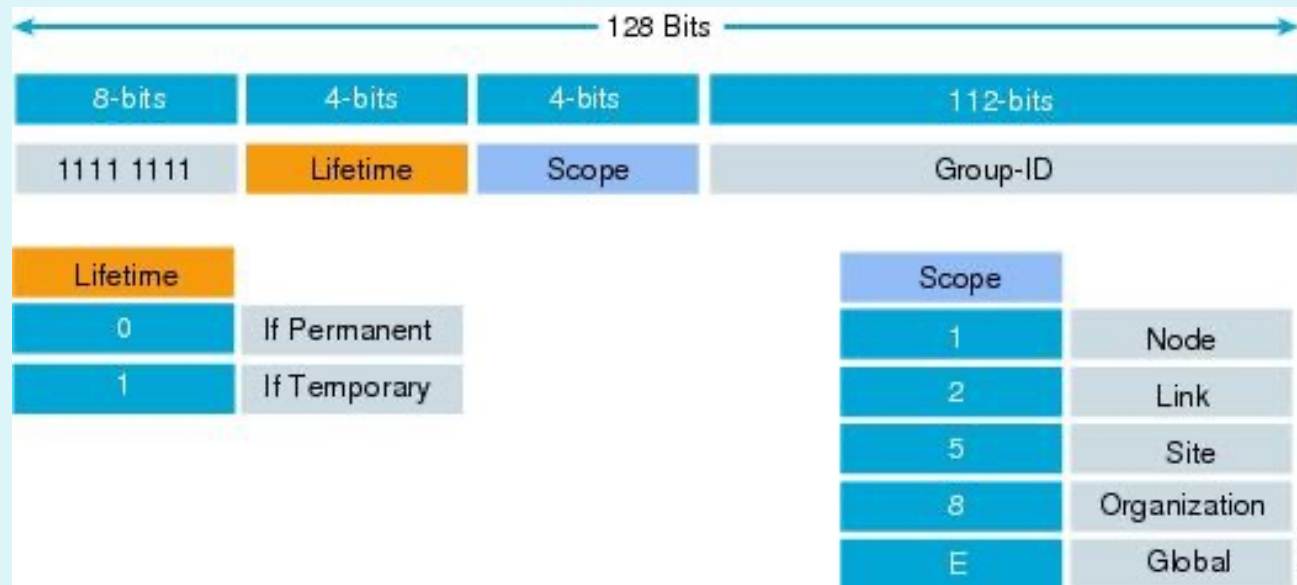 128 Bits
8-bits 4-bits 4-bits 112-bits
1111 1111 Lifetime Scope Group-ID
Lifetime
0 If Permanent
1 If Temporary
Scope
1 Node
2 Link
5 Site
8 Organization
E Global